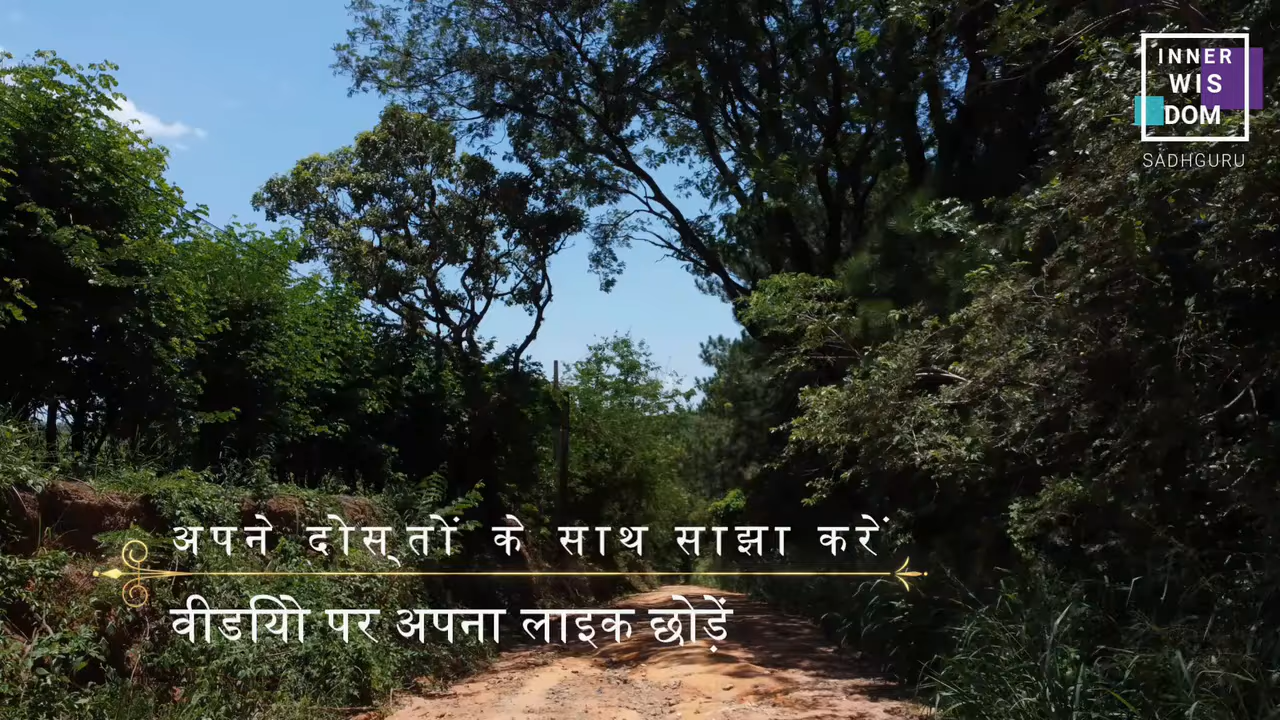 INNER
WIS
DOM
SADHGURU
अपने दोस्तों के साथ साझा करें
वीडियो पर अपना लाइक छोड़ें